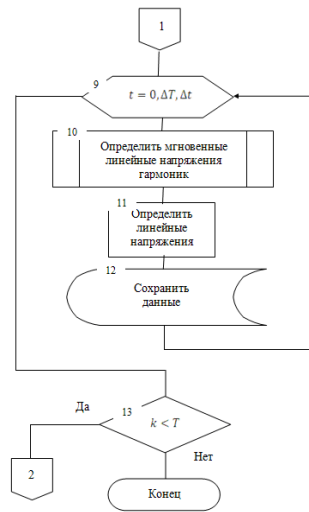 1
9
t = 0, ΔT, Δt
10
Определить мгновенные
линейные напряжения
гармоник
11
Определить
линейные
напряжения
12
Сохранить
данные
Да
13
k < T
2
Нет
Конец